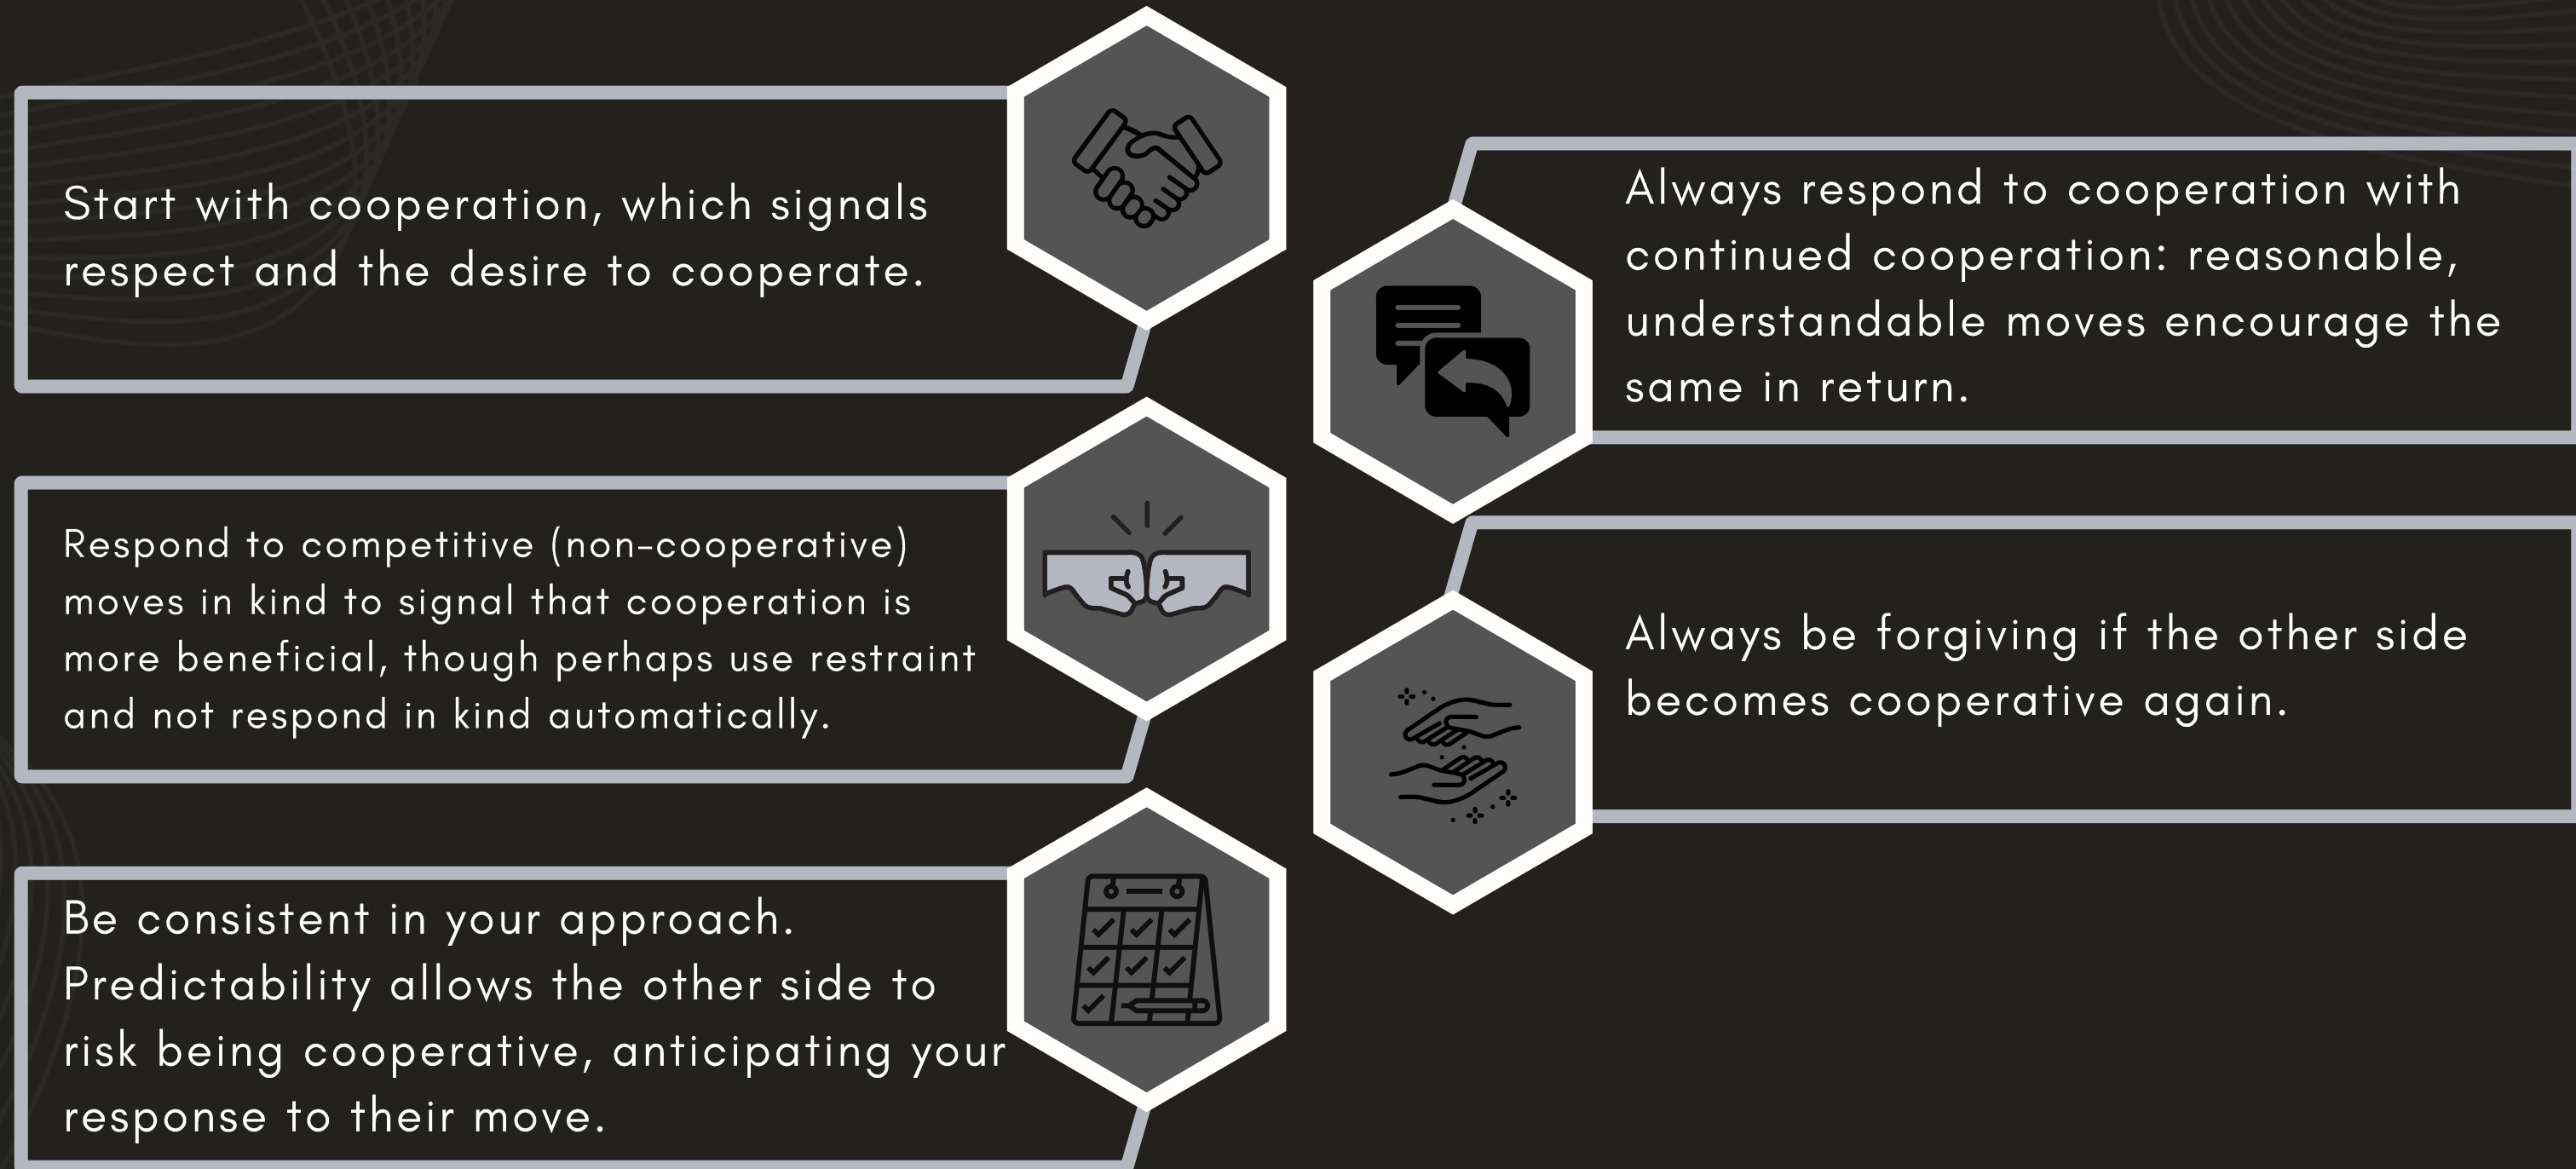 Start with cooperation, which signals
respect and the desire to cooperate.
Always respond to cooperation with
continued cooperation: reasonable,
understandable moves encourage the
same in return.
Respond to competitive (non-cooperative)
moves in kind to signal that cooperation is
more beneficial, though perhaps use restraint
and not respond in kind automatically.
Always be forgiving if the other side
becomes cooperative again.
Be consistent in your approach.
Predictability allows the other side to
risk being cooperative, anticipating your
response to their move.